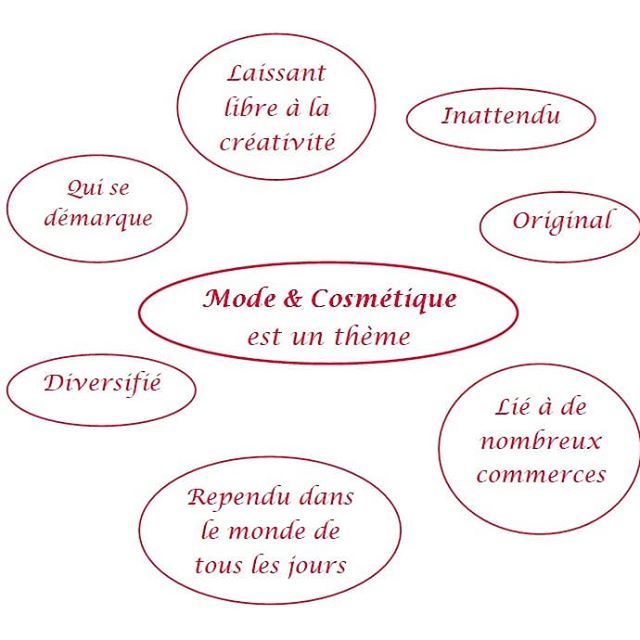 Laissant
libre à la
créativité
Inattendu
Qui se
démarque
Original
Mode & Cosmétique
est un thème
Diversifié
Lié à de
nombreux
commerces
Rependu dans
le monde de
tous les jours